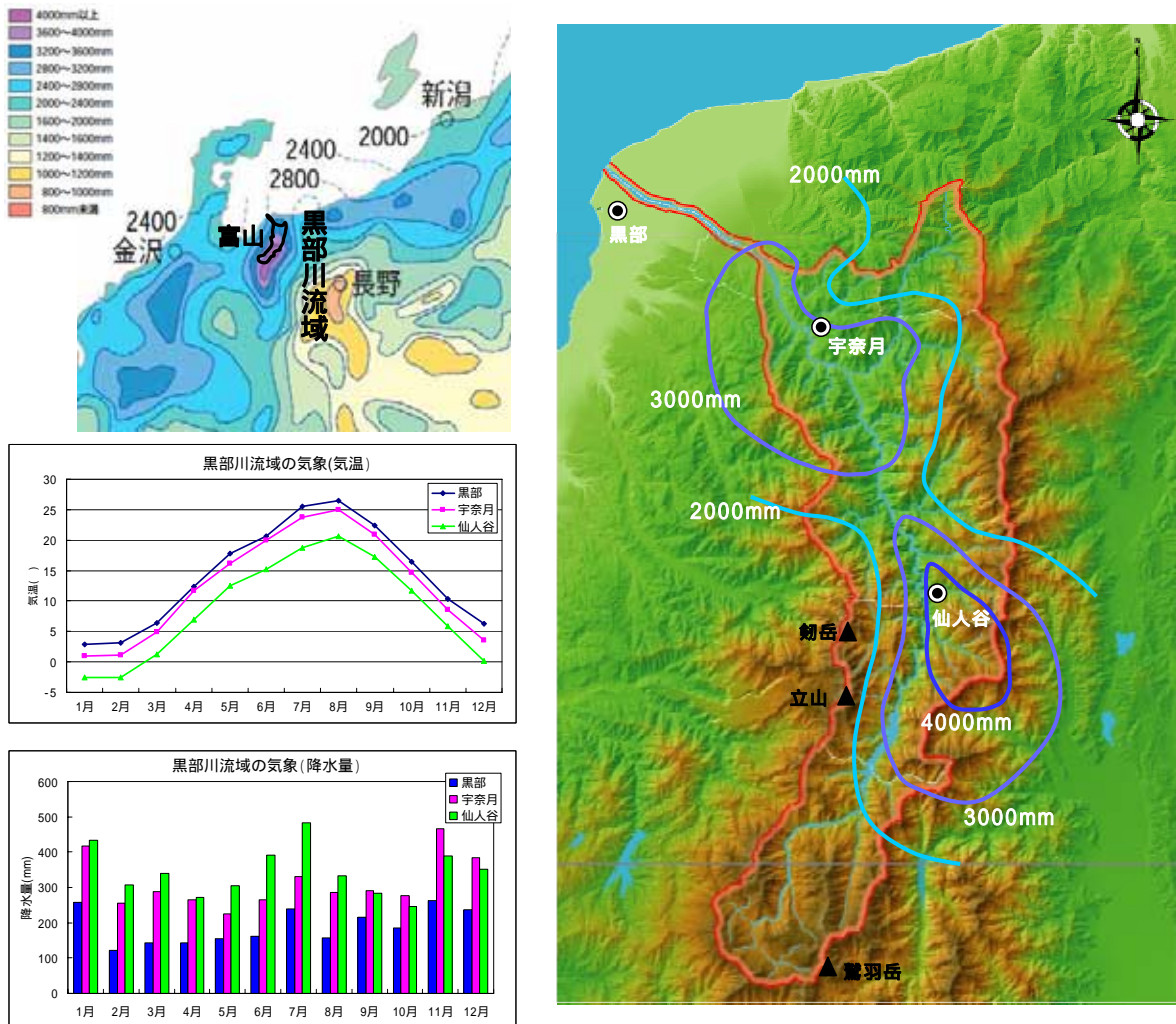 4000mm以上
3600～4000mm
3200～3600mm
2800～3200mm
2400～2800mm
2000～2400mm
1600～2000mm
1400～1600mm
1200～1400mm
1000～1200mm
800～1000mm
800mm未満
新潟
2000
2400
2800
2400
金沢
富山
黒部川流域
長野
黒部川流域の気象(気温)
黒部
宇奈月
仙人谷
気温( )
30
25
20
15
10
5
0
-5
1月 2月 3月 4月 5月 6月 7月 8月 9月 10月 11月 12月
黒部川流域の気象(降水量)
黒部
宇奈月
仙人谷
降水量(mm)
600
500
400
300
200
100
0
1月 2月 3月 4月 5月 6月 7月 8月 9月 10月 11月 12月
2000mm
黒部
宇奈月
3000mm
2000mm
仙人谷
剱岳
立山
4000mm
3000mm
鷲羽岳